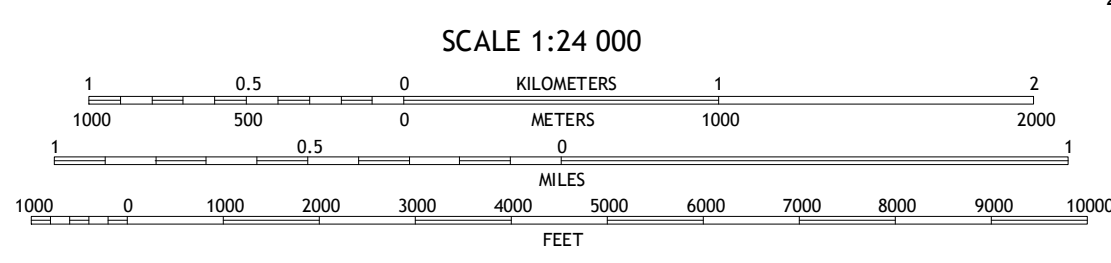 SCALE 1:24 000
1 0.5 0 KILOMETERS 1 2
1000 500 0 METERS 1000 2000
1 0.5 0 1
MILES
1000 0 1000 2000 3000 4000 5000 6000 7000 8000 9000 10000
FEET